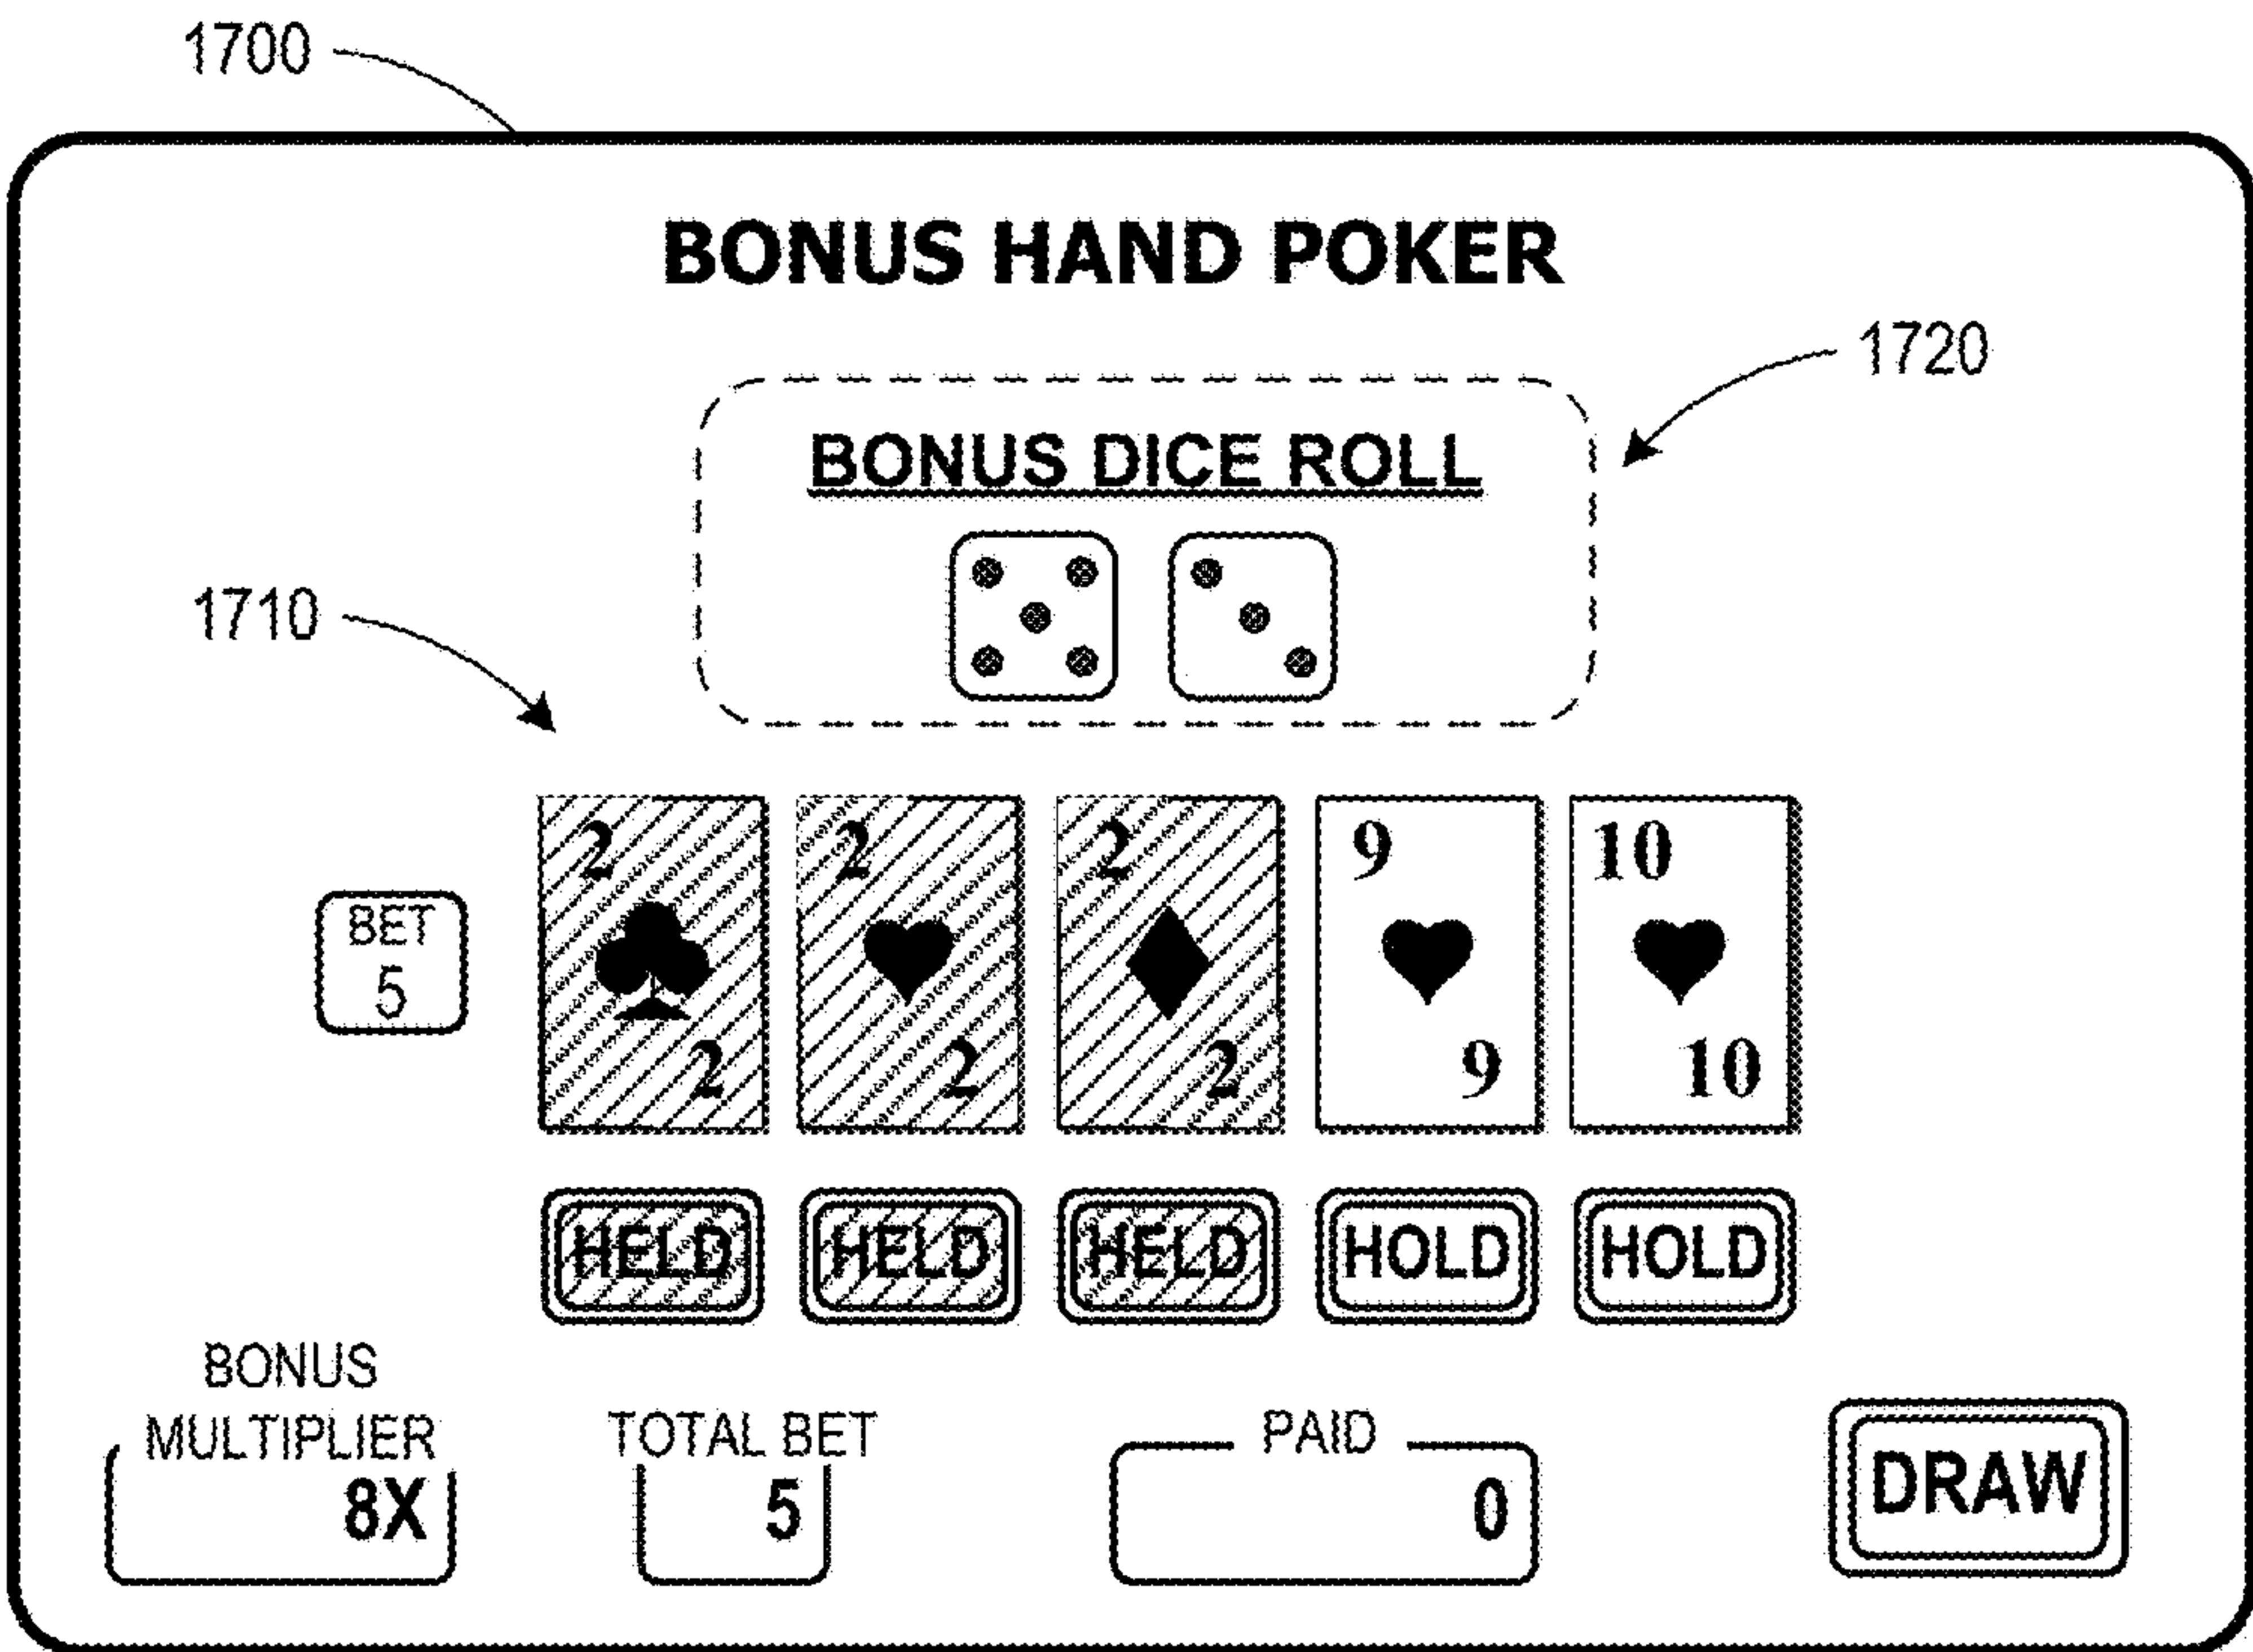 1700
BONUS HAND POKER
1720
BONUS DICE ROLL
1710
2 2 2 9 10
BET
5
2 2 2 9 10
HELD HELD HELD HOLD HOLD
BONUS
MULTIPLIER
8X
TOTAL BET
5
PAID
0
DRAW